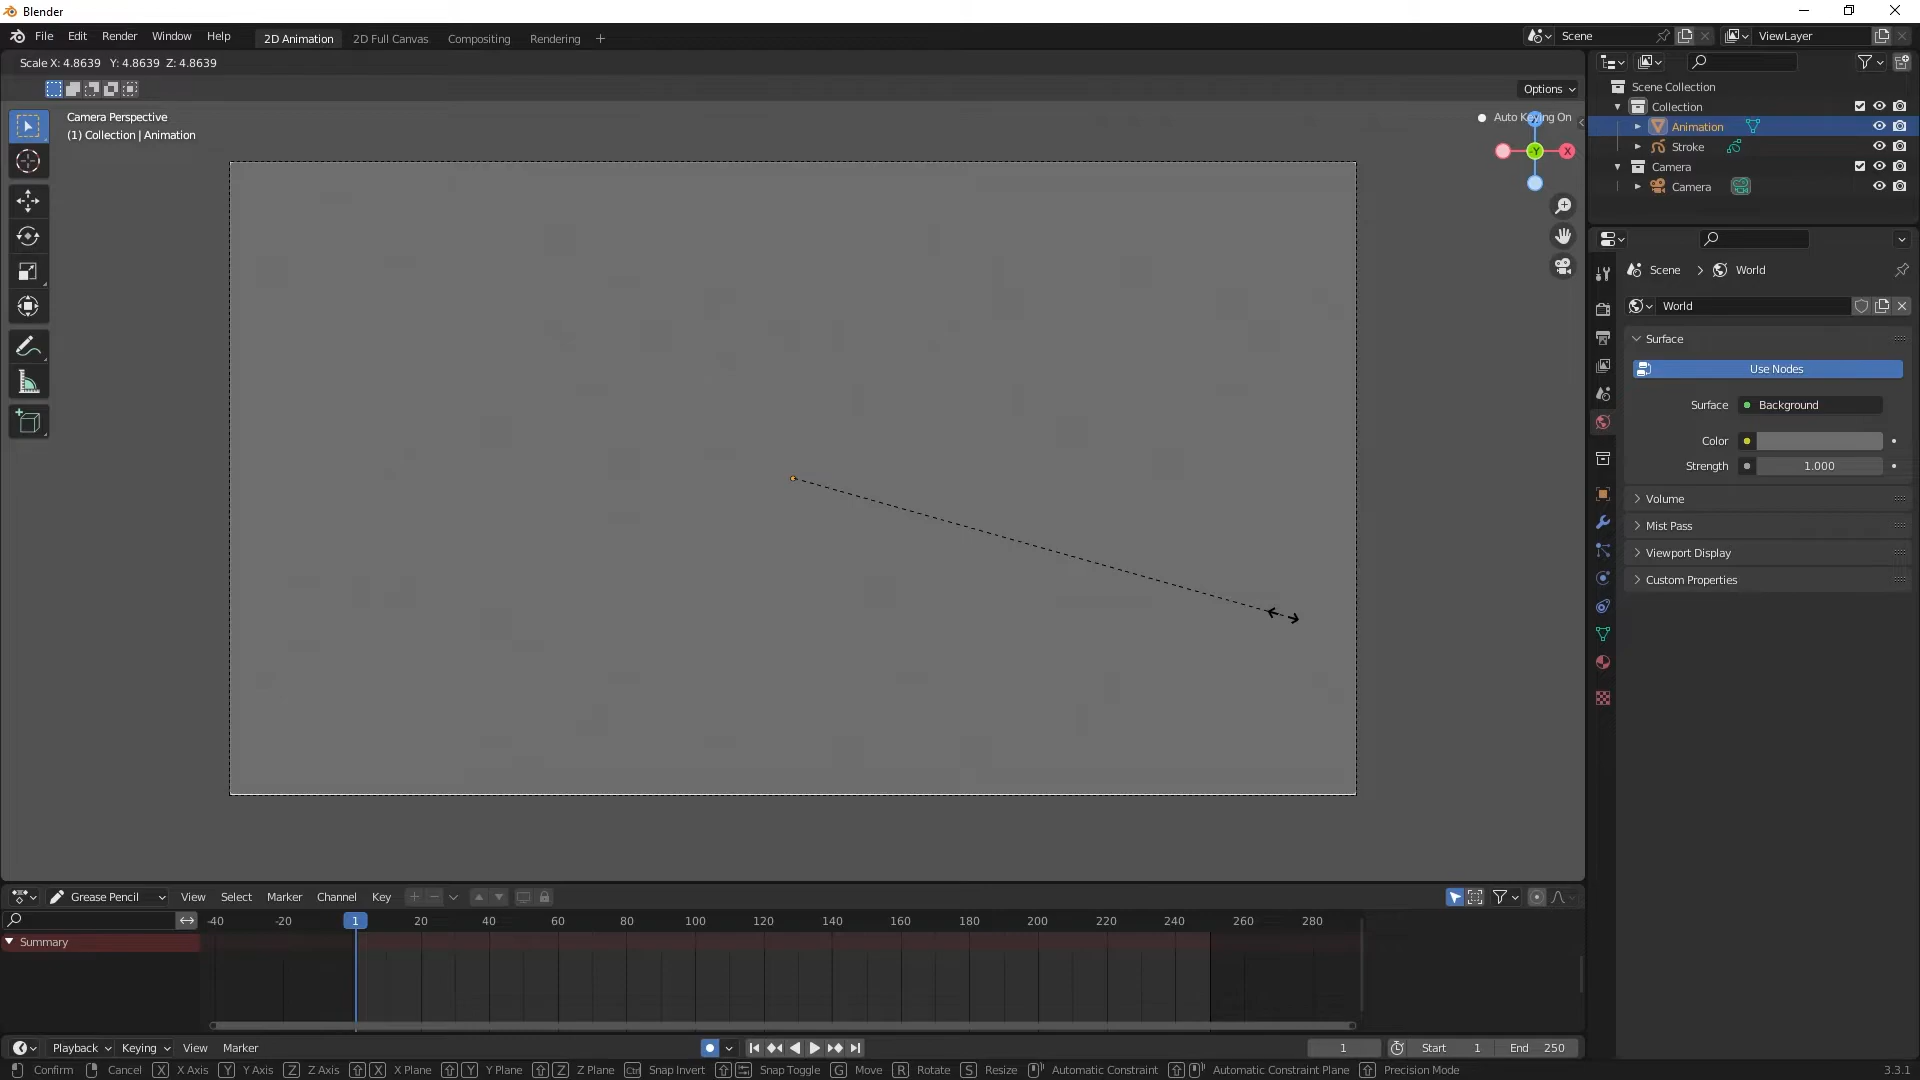 Blender
File Edit Render Window Help 2D Animation 2D Full Canvas Compositing Rendering + Scene ViewLayer
Scale X: 4.8639 Y: 4.8639 Z: 4.8639
Options
Camera Perspective
(1) Collection | Animation
Auto Keying On
-Y X
Scene Collection
Collection
Animation
Stroke
Camera
Camera
Scene > World
World
Surface
Use Nodes
Surface Background
Color
Strength 1.000
Volume
Mist Pass
Viewport Display
Custom Properties
Grease Pencil View Select Marker Channel Key
-40 -20 1 20 40 60 80 100 120 140 160 180 200 220 240 260 280
Summary
Playback Keying View Marker 1 Start 1 End 250
Confirm Cancel X X Axis Y Y Axis Z Z Axis X X Plane Y Y Plane Z Z Plane Ctrl Snap Invert Snap Toggle G Move R Rotate S Resize Automatic Constraint Automatic Constraint Plane Precision Mode 3.3.1